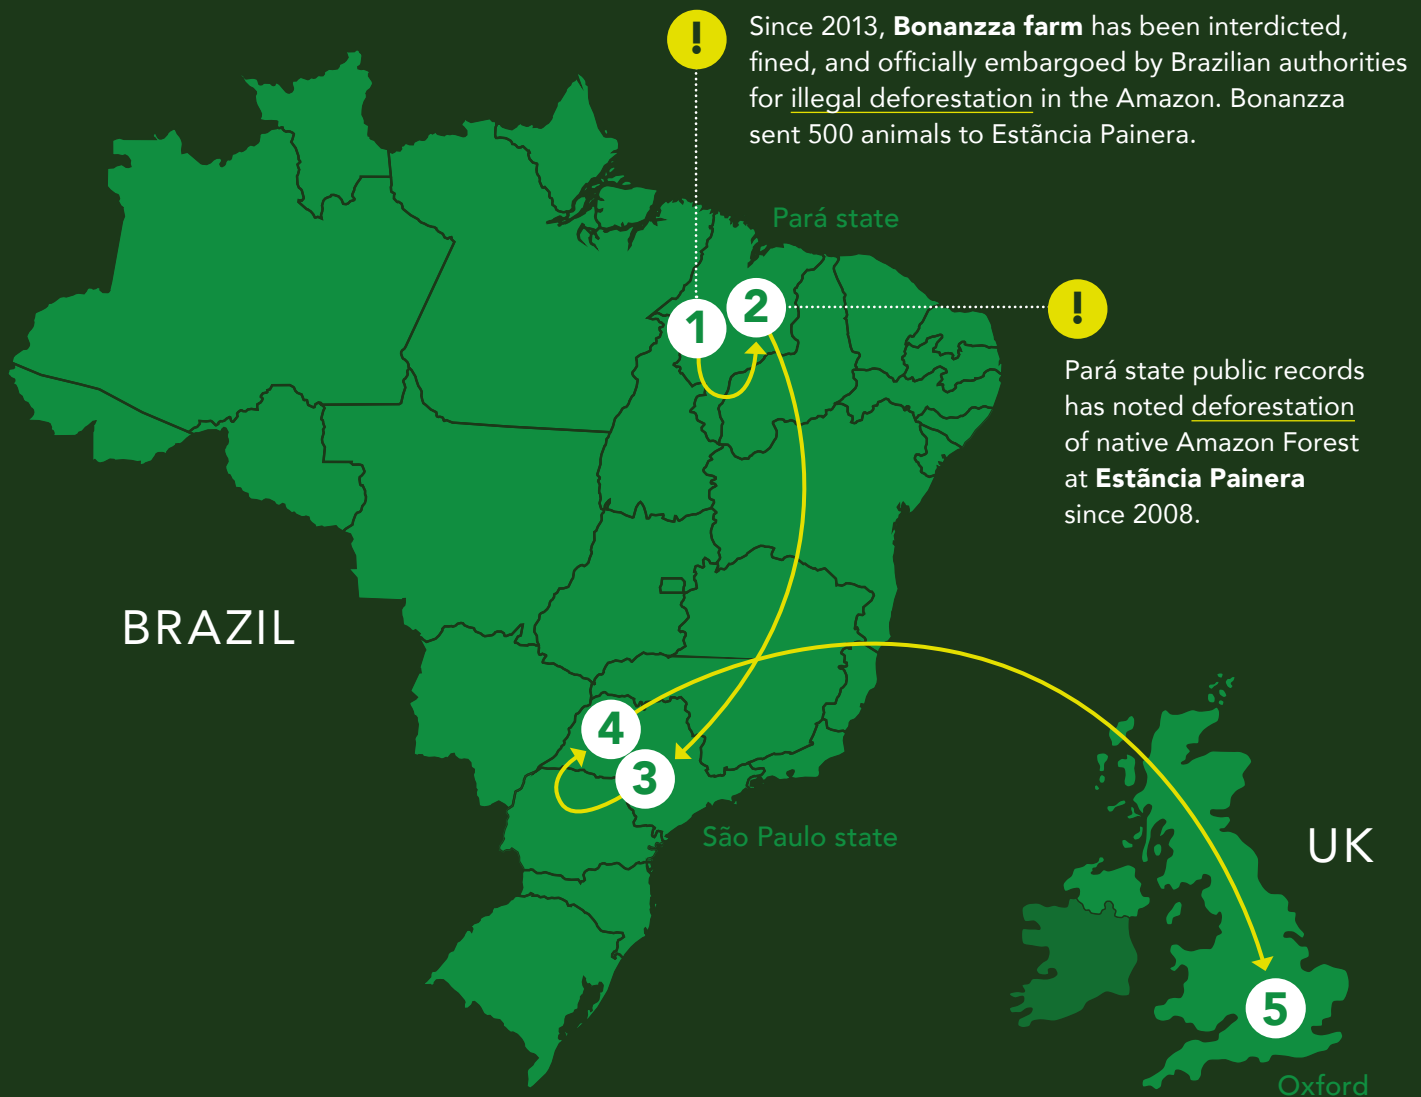 !
Since 2013, Bonanzza farm has been interdicted,
fined, and officially embargoed by Brazilian authorities
for illegal deforestation in the Amazon. Bonanzza
sent 500 animals to Estãncia Painera.
Pará state
1
2
!
Pará state public records
has noted deforestation
of native Amazon Forest
at Estãncia Painera
since 2008.
BRAZIL
4
3
São Paulo state
UK
5
Oxford